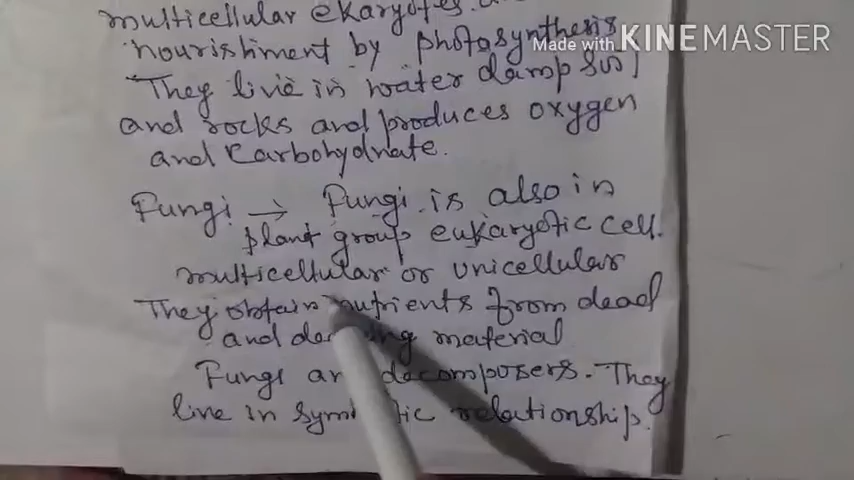 multicellular ekaryotes.
nourishment by photosynthesis
Made with KINEMASTER
They live in water damp soil
and rocks and produces oxygen
and Carbohydrate.
Fungi → Fungi is also in
plant group eukaryotic cell.
multicellular or unicellular
They obtain nutrients from dead
and material
Fungi decomposers. They
live in relationship.